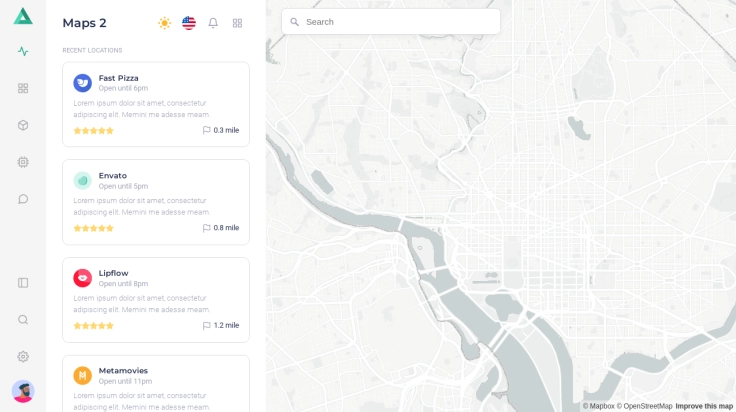 Maps 2
RECENT LOCATIONS
Fast Pizza
Open until 6pm
Lorem ipsum dolor sit amet, consectetur
adipiscing elit. Memini me adesse meam.
0.3 mile
Envato
Open until 5pm
Lorem ipsum dolor sit amet, consectetur
adipiscing elit. Memini me adesse meam.
0.8 mile
Lipflow
Open until 8pm
Lorem ipsum dolor sit amet, consectetur
adipiscing elit. Memini me adesse meam.
1.2 mile
Metamovies
Open until 11pm
Lorem ipsum dolor sit amet, consectetur
adipiscing elit. Memini me adesse meam.
Search
© Mapbox © OpenStreetMap Improve this map